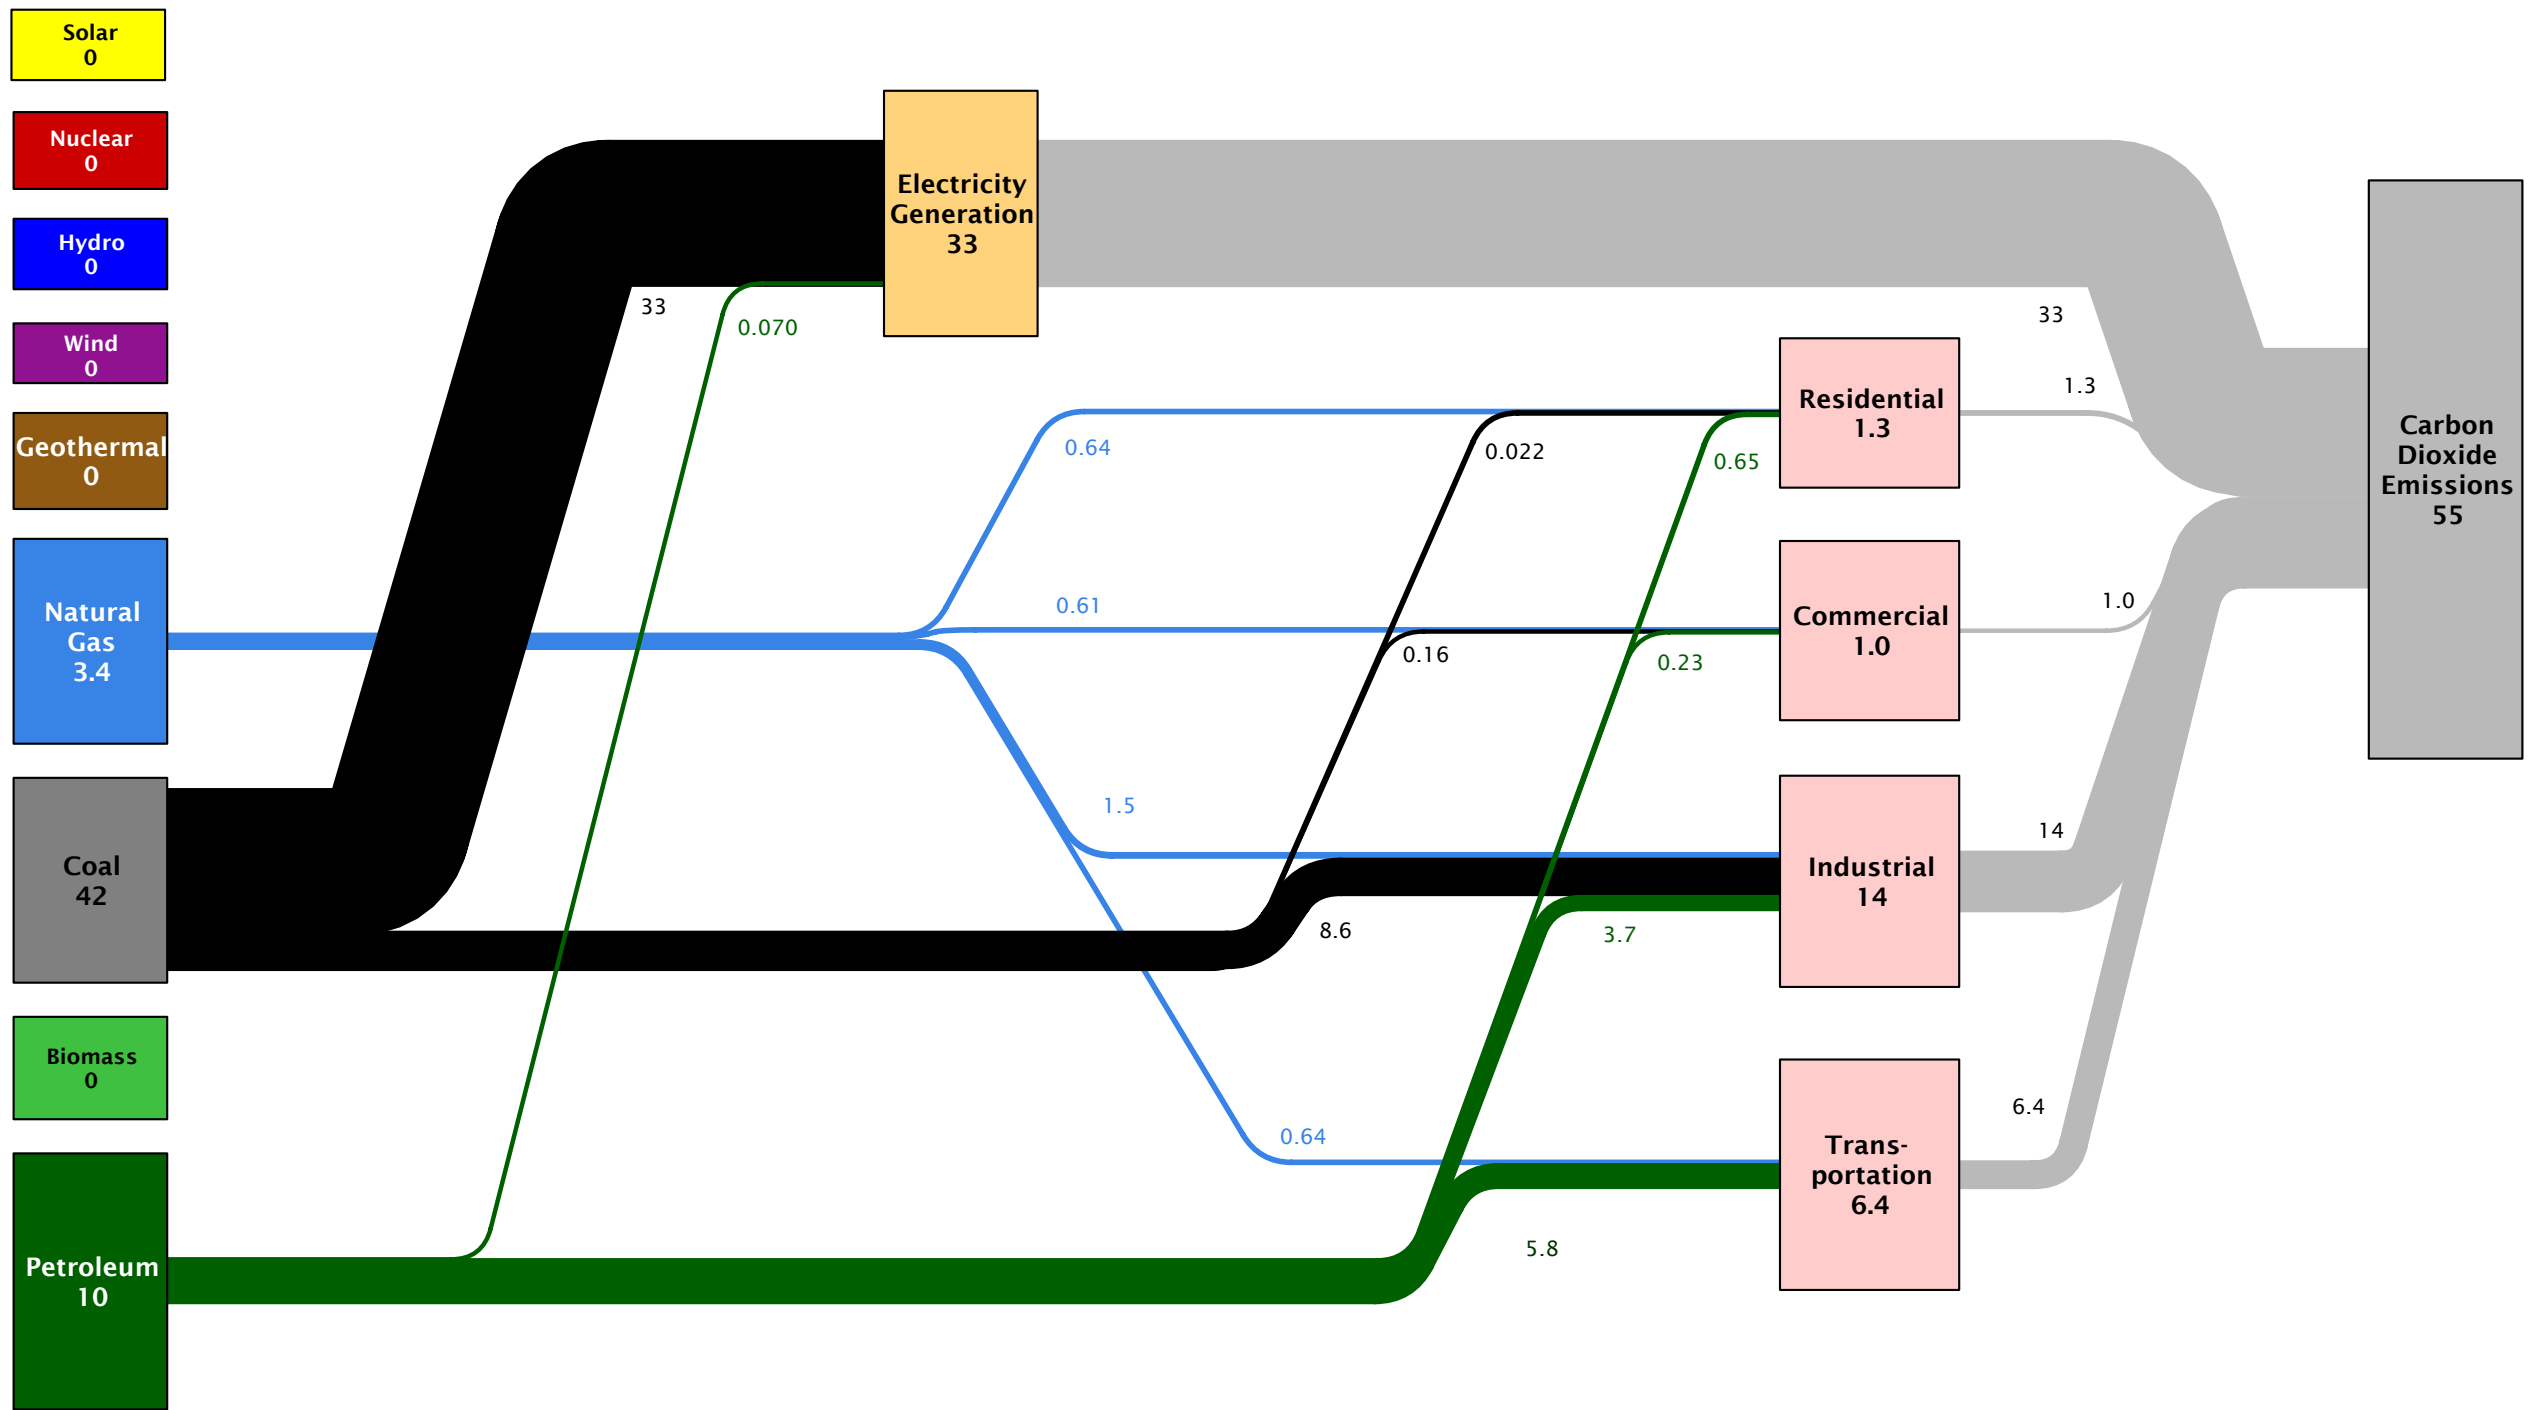 Solar
0
Nuclear
0
Hydro
0
Wind
0
Geothermal
0
Natural
Gas
3.4
Coal
42
Biomass
0
Petroleum
10
Electricity
Generation
33
33
0.070
0.64
0.61
1.5
0.64
0.022
0.16
8.6
0.65
0.23
3.7
5.8
Residential
1.3
Commercial
1.0
Industrial
14
Trans-
portation
6.4
33
1.3
1.0
14
6.4
Carbon
Dioxide
Emissions
55